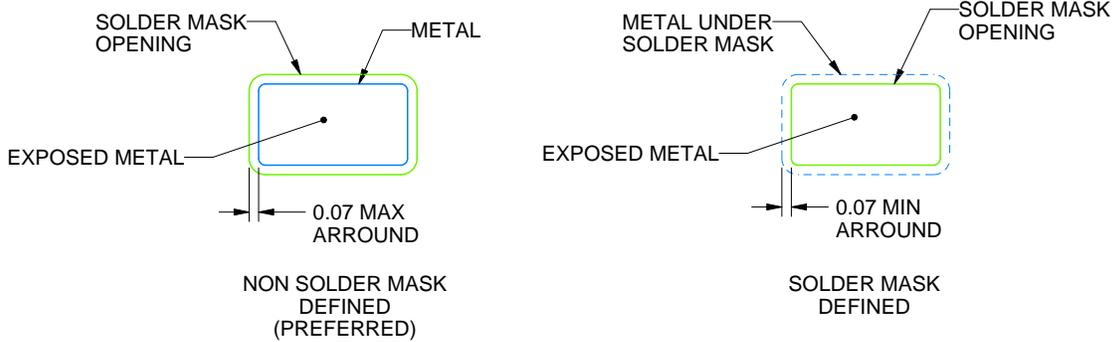 SOLDER MASK
OPENING
METAL
EXPOSED METAL
0.07 MAX
ARROUND
NON SOLDER MASK
DEFINED
(PREFERRED)
METAL UNDER
SOLDER MASK
SOLDER MASK
OPENING
EXPOSED METAL
0.07 MIN
ARROUND
SOLDER MASK
DEFINED